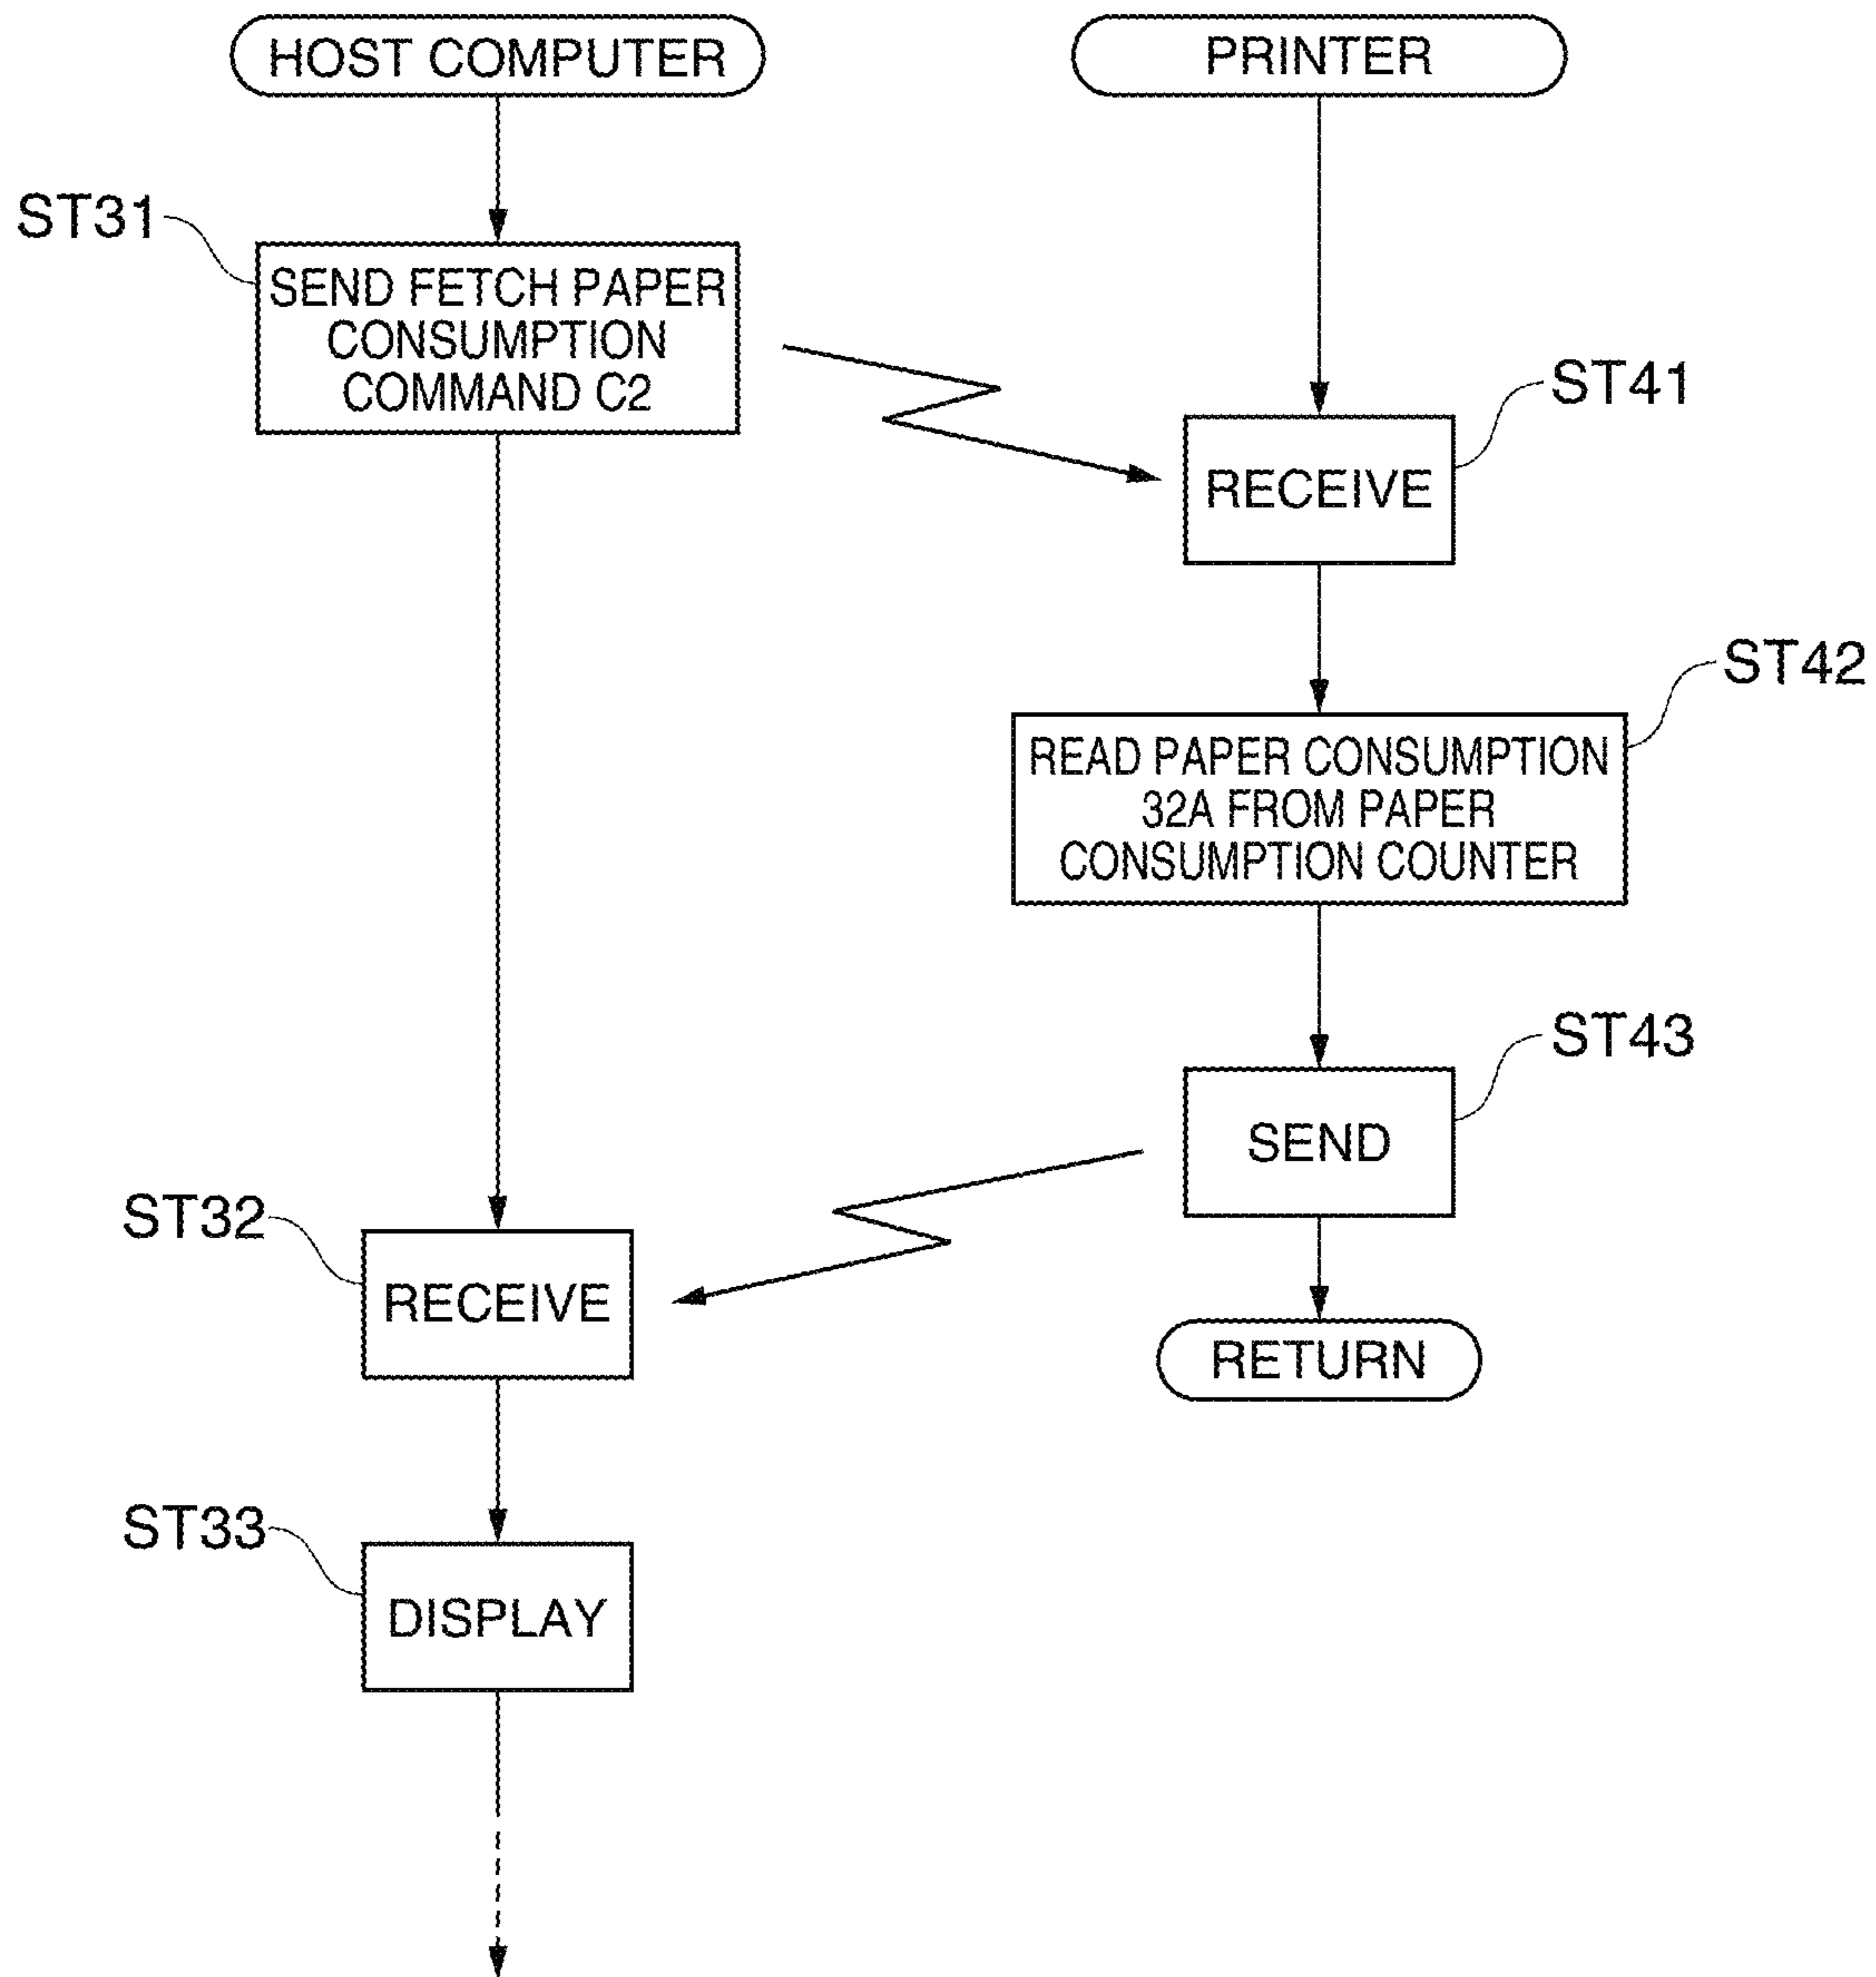 HOST COMPUTER
PRINTER
ST31
SEND FETCH PAPER
CONSUMPTION
COMMAND C2
ST41
RECEIVE
ST42
READ PAPER CONSUMPTION
32A FROM PAPER
CONSUMPTION COUNTER
ST43
SEND
ST32
RECEIVE
RETURN
ST33
DISPLAY